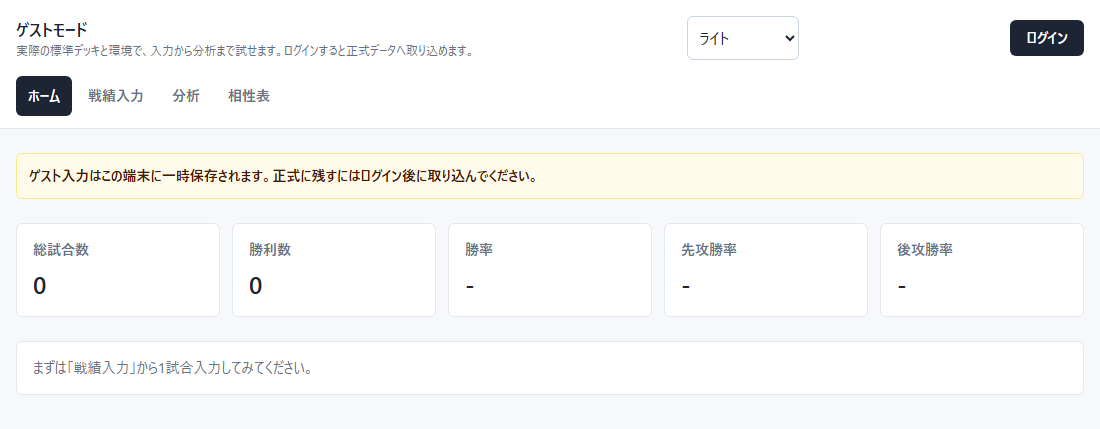 ゲストモード
実際の標準デッキと環境で、入力から分析まで試せます。ログインすると正式データへ取り込めます。
ライト
ログイン
ホーム
戦績入力
分析
相性表
ゲスト入力はこの端末に一時保存されます。正式に残すにはログイン後に取り込んでください。
総試合数
0
勝利数
0
勝率
-
先攻勝率
-
後攻勝率
-
まずは「戦績入力」から1試合入力してみてください。